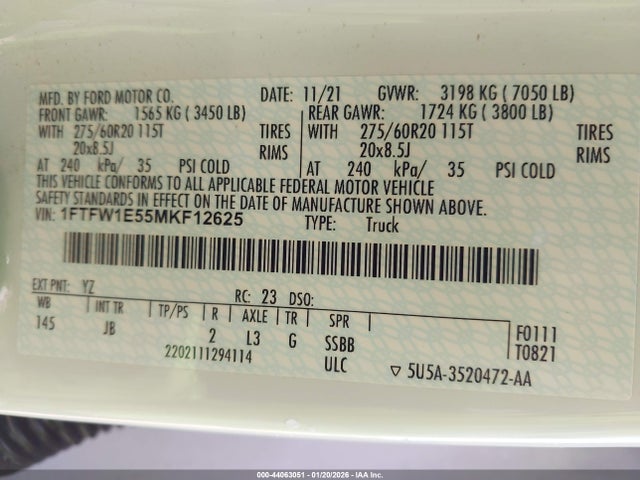 MFD. BY FORD MOTOR CO. DATE: 11/21 GVWR: 3198 KG ( 7050 LB)
FRONT GAWR: 1565 KG ( 3450 LB) REAR GAWR: 1724 KG ( 3800 LB)
WITH 275/60R20 115T TIRES WITH 275/60R20 115T TIRES
20x8.5J RIMS 20x8.5J RIMS
AT 240 kPa/ 35 PSI COLD AT 240 kPa/ 35 PSI COLD
THIS VEHICLE CONFORMS TO ALL APPLICABLE FEDERAL MOTOR VEHICLE
SAFETY STANDARDS IN EFFECT ON THE DATE OF MANUFACTURE SHOWN ABOVE.
VIN: 1FTFW1E55MKF12625 TYPE: Truck
EXT PNT: YZ RC: 23 DSO:
WB INT TR TP/PS R AXLE TR SPR
145 JB 2 L3 G SSBB F0111
2202111294114 ULC T0821
▽ 5U5A-3520472-AA
000-44063051 - 01/20/2026 - IAA Inc.